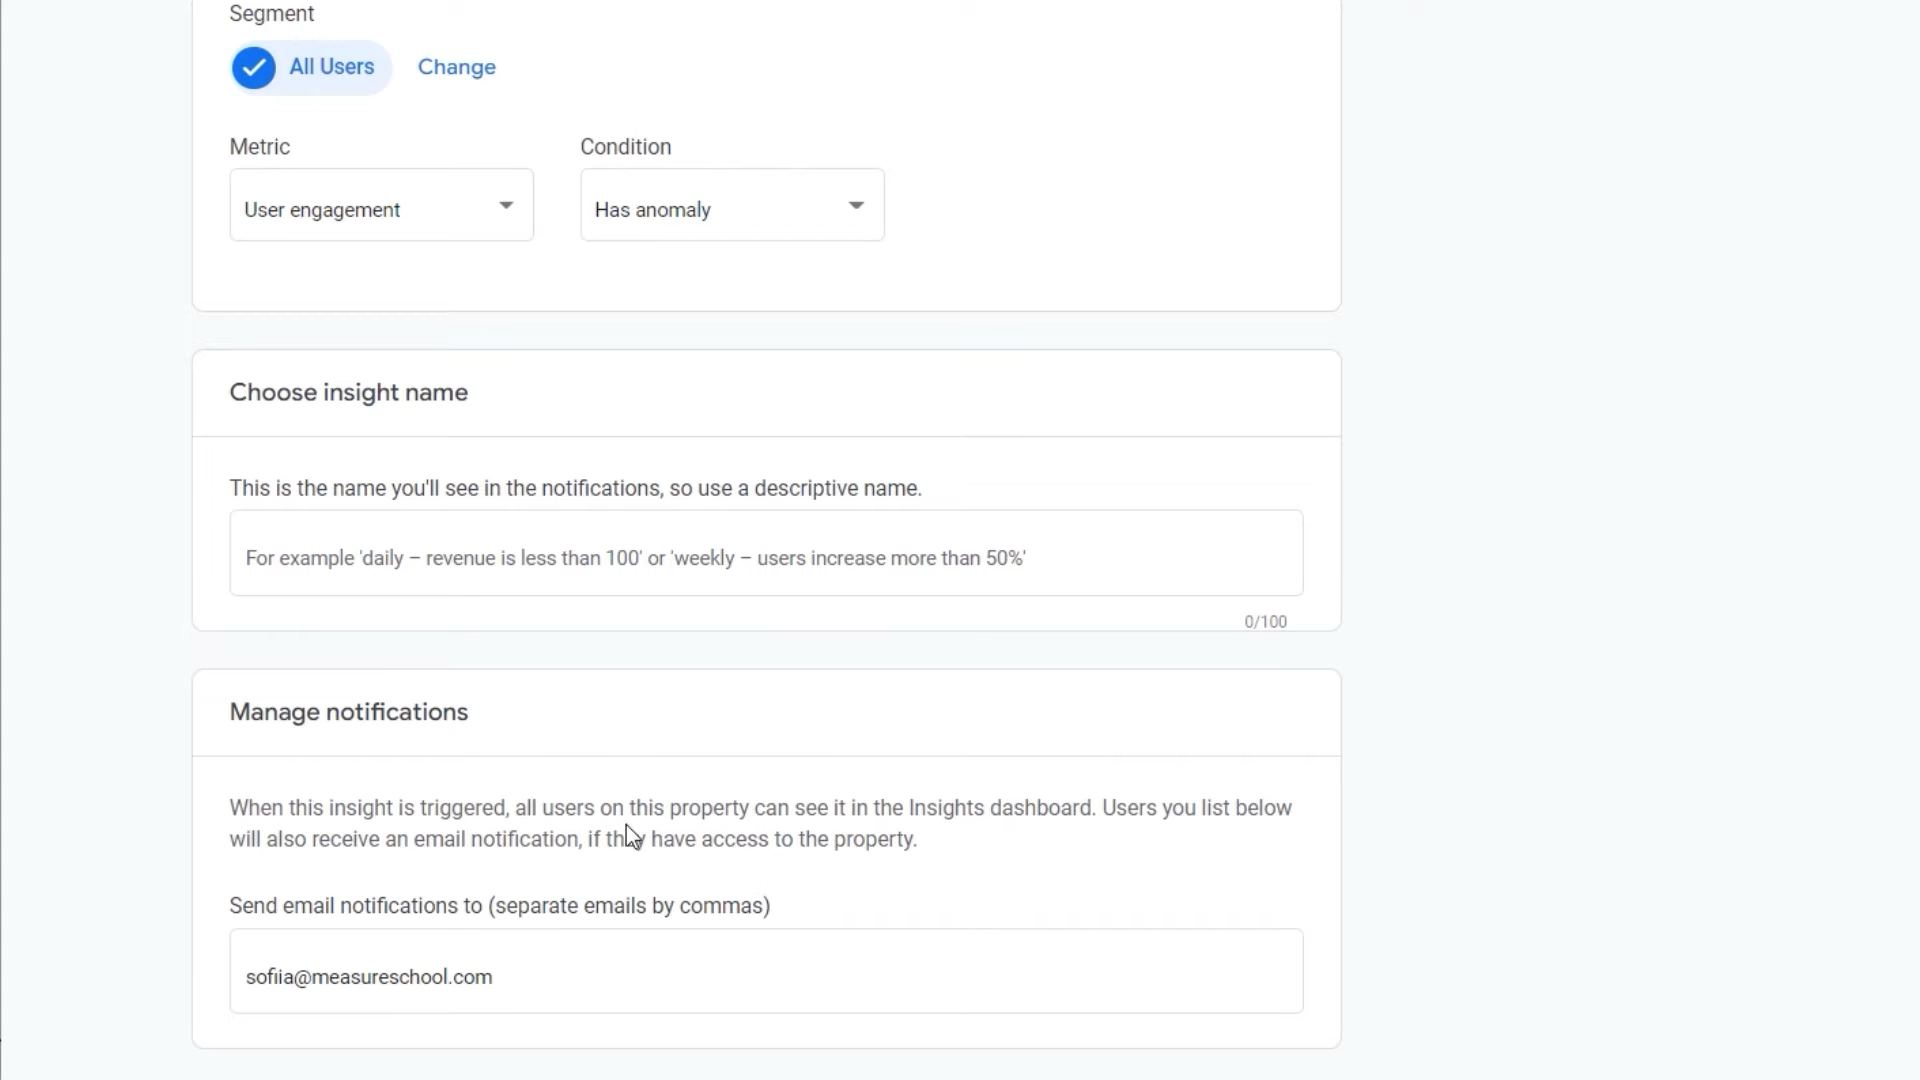 Segment
All Users Change
Metric Condition
User engagement Has anomaly
Choose insight name
This is the name you'll see in the notifications, so use a descriptive name.
For example 'daily – revenue is less than 100' or 'weekly – users increase more than 50%'
0/100
Manage notifications
When this insight is triggered, all users on this property can see it in the Insights dashboard. Users you list below
will also receive an email notification, if they have access to the property.
Send email notifications to (separate emails by commas)
sofiia@measureschool.com